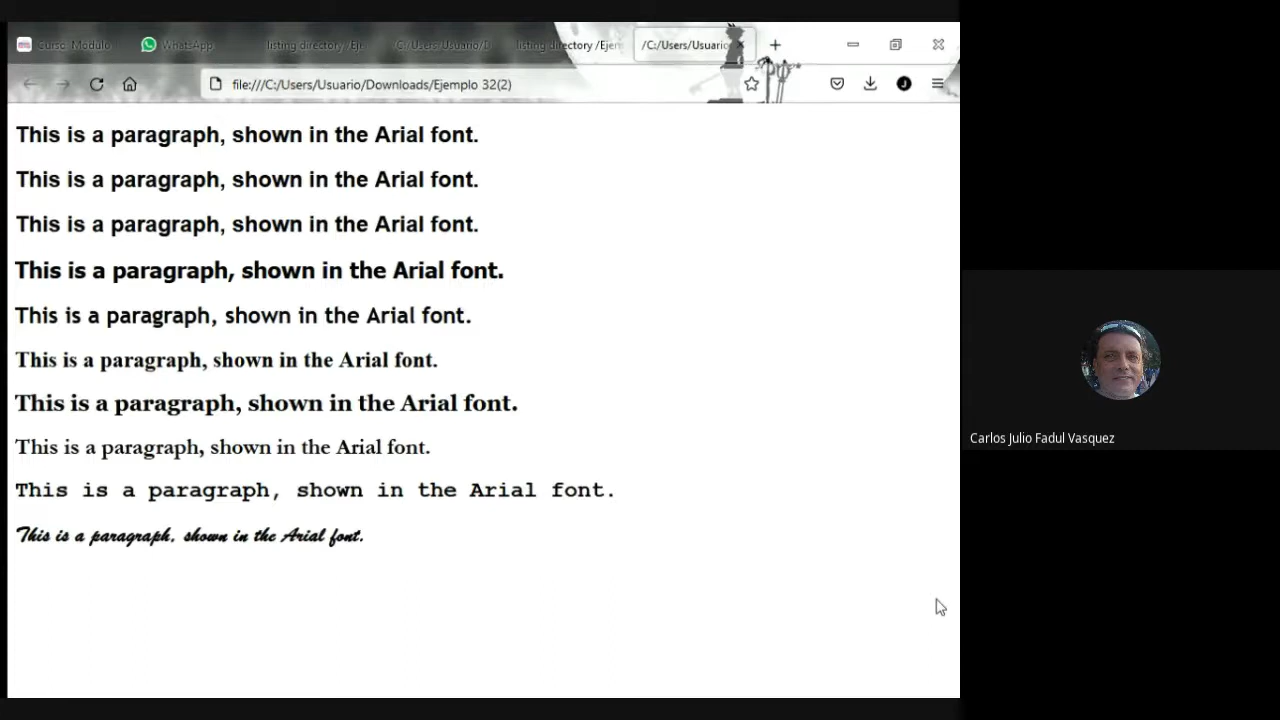 Curso: Modulo
WhatsApp
listing directory /Eje
C:/Users/Usuario/D
listing directory /Ejem
/C:/Users/Usuario
file:///C:/Users/Usuario/Downloads/Ejemplo 32(2)
J
This is a paragraph, shown in the Arial font.
This is a paragraph, shown in the Arial font.
This is a paragraph, shown in the Arial font.
This is a paragraph, shown in the Arial font.
This is a paragraph, shown in the Arial font.
This is a paragraph, shown in the Arial font.
This is a paragraph, shown in the Arial font.
This is a paragraph, shown in the Arial font.
This is a paragraph, shown in the Arial font.
This is a paragraph, shown in the Arial font.
Carlos Julio Fadul Vasquez